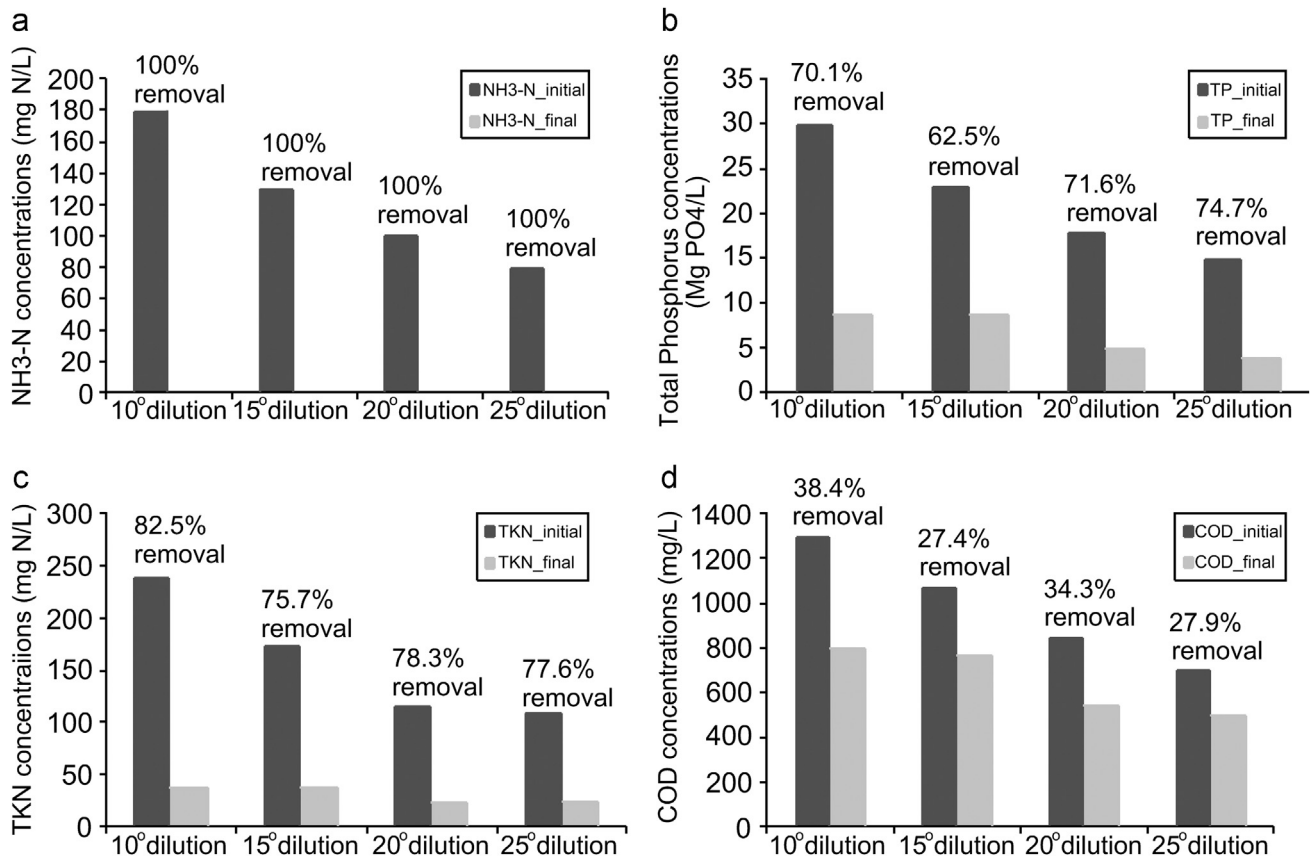 a
NH3-N concentrations (mg N/L)
200
180
160
140
120
100
80
60
40
20
0
100%
removal
100%
removal
100%
removal
100%
removal
NH3-N_initial
NH3-N_final
10°dilution
15°dilution
20°dilution
25°dilution
b
Total Phosphorus concentrations
(Mg PO4/L)
35
30
25
20
15
10
5
0
70.1%
removal
62.5%
removal
71.6%
removal
74.7%
removal
TP_initial
TP_final
10°dilution
15°dilution
20°dilution
25°dilution
c
TKN concentratiions (mg N/L)
300
250
200
150
100
50
0
82.5%
removal
75.7%
removal
78.3%
removal
77.6%
removal
TKN_initial
TKN_final
10°dilution
15°dilution
20°dilution
25°dilution
d
COD concentrations (mg/L)
1400
1200
1000
800
600
400
200
0
38.4%
removal
27.4%
removal
34.3%
removal
27.9%
removal
COD_initial
COD_final
10°dilution
15°dilution
20°dilution
25°dilution